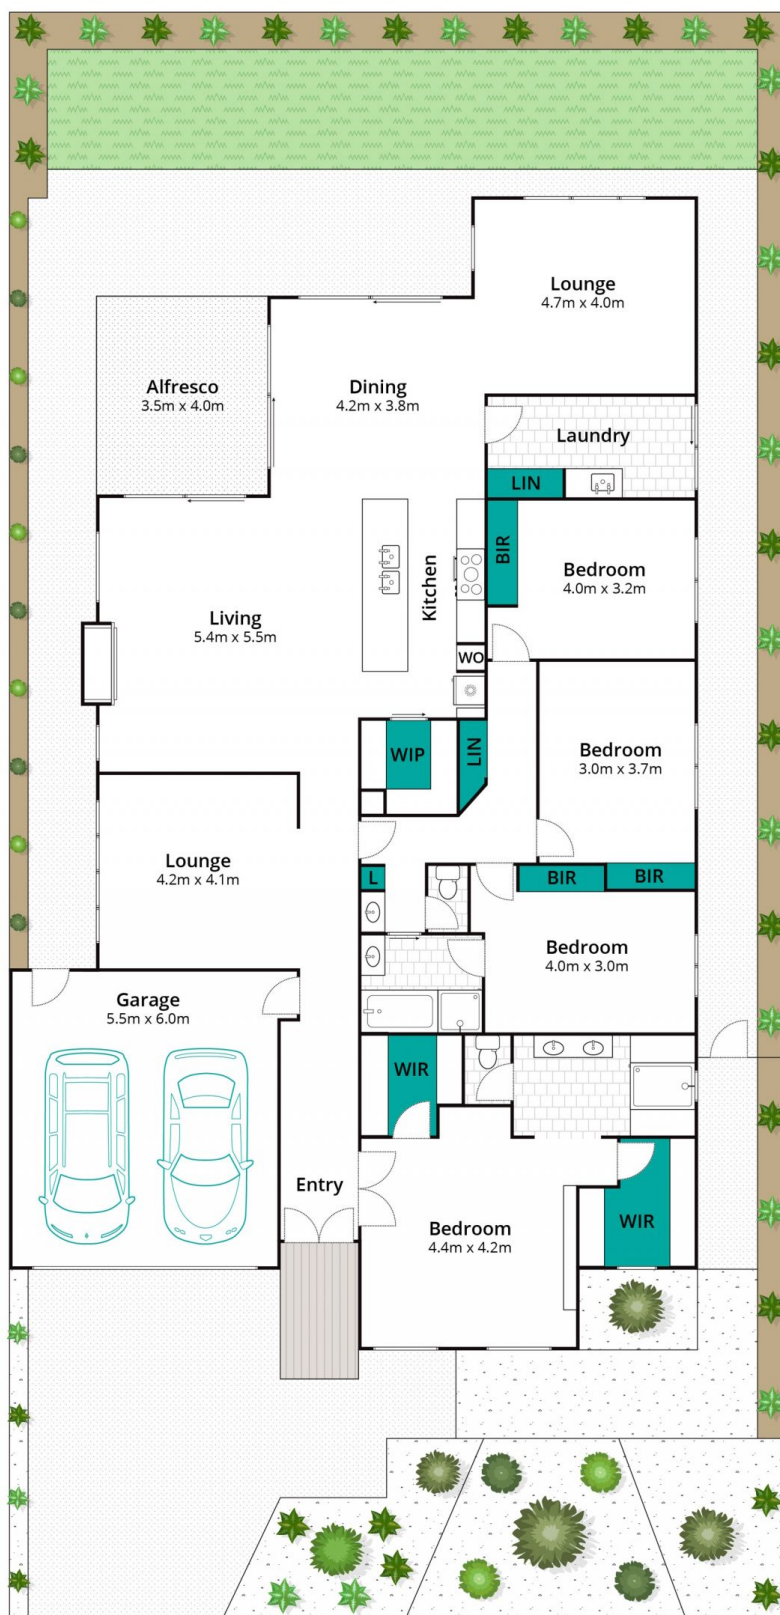 Lounge
4.7m x 4.0m
Alfresco
3.5m x 4.0m
Dining
4.2m x 3.8m
Laundry
LIN
BIR
Bedroom
4.0m x 3.2m
Kitchen
Living
5.4m x 5.5m
WO
WIP
LIN
Bedroom
3.0m x 3.7m
Lounge
4.2m x 4.1m
L
BIR
BIR
Bedroom
4.0m x 3.0m
Garage
5.5m x 6.0m
WIR
Entry
Bedroom
4.4m x 4.2m
WIR